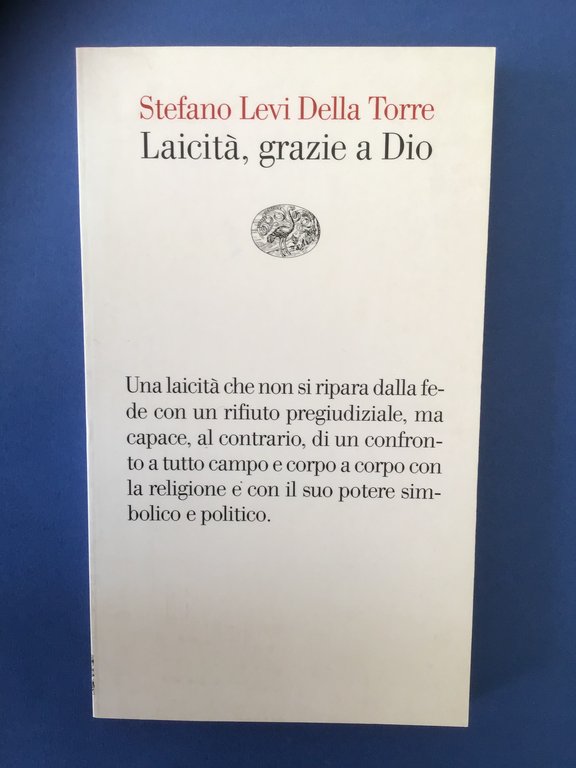 Stefano Levi Della Torre
Laicità, grazie a Dio
Una laicità che non si ripara dalla fe-
de con un rifiuto pregiudiziale, ma
capace, al contrario, di un confron-
to a tutto campo e corpo a corpo con
la religione e con il suo potere sim-
bolico e politico.